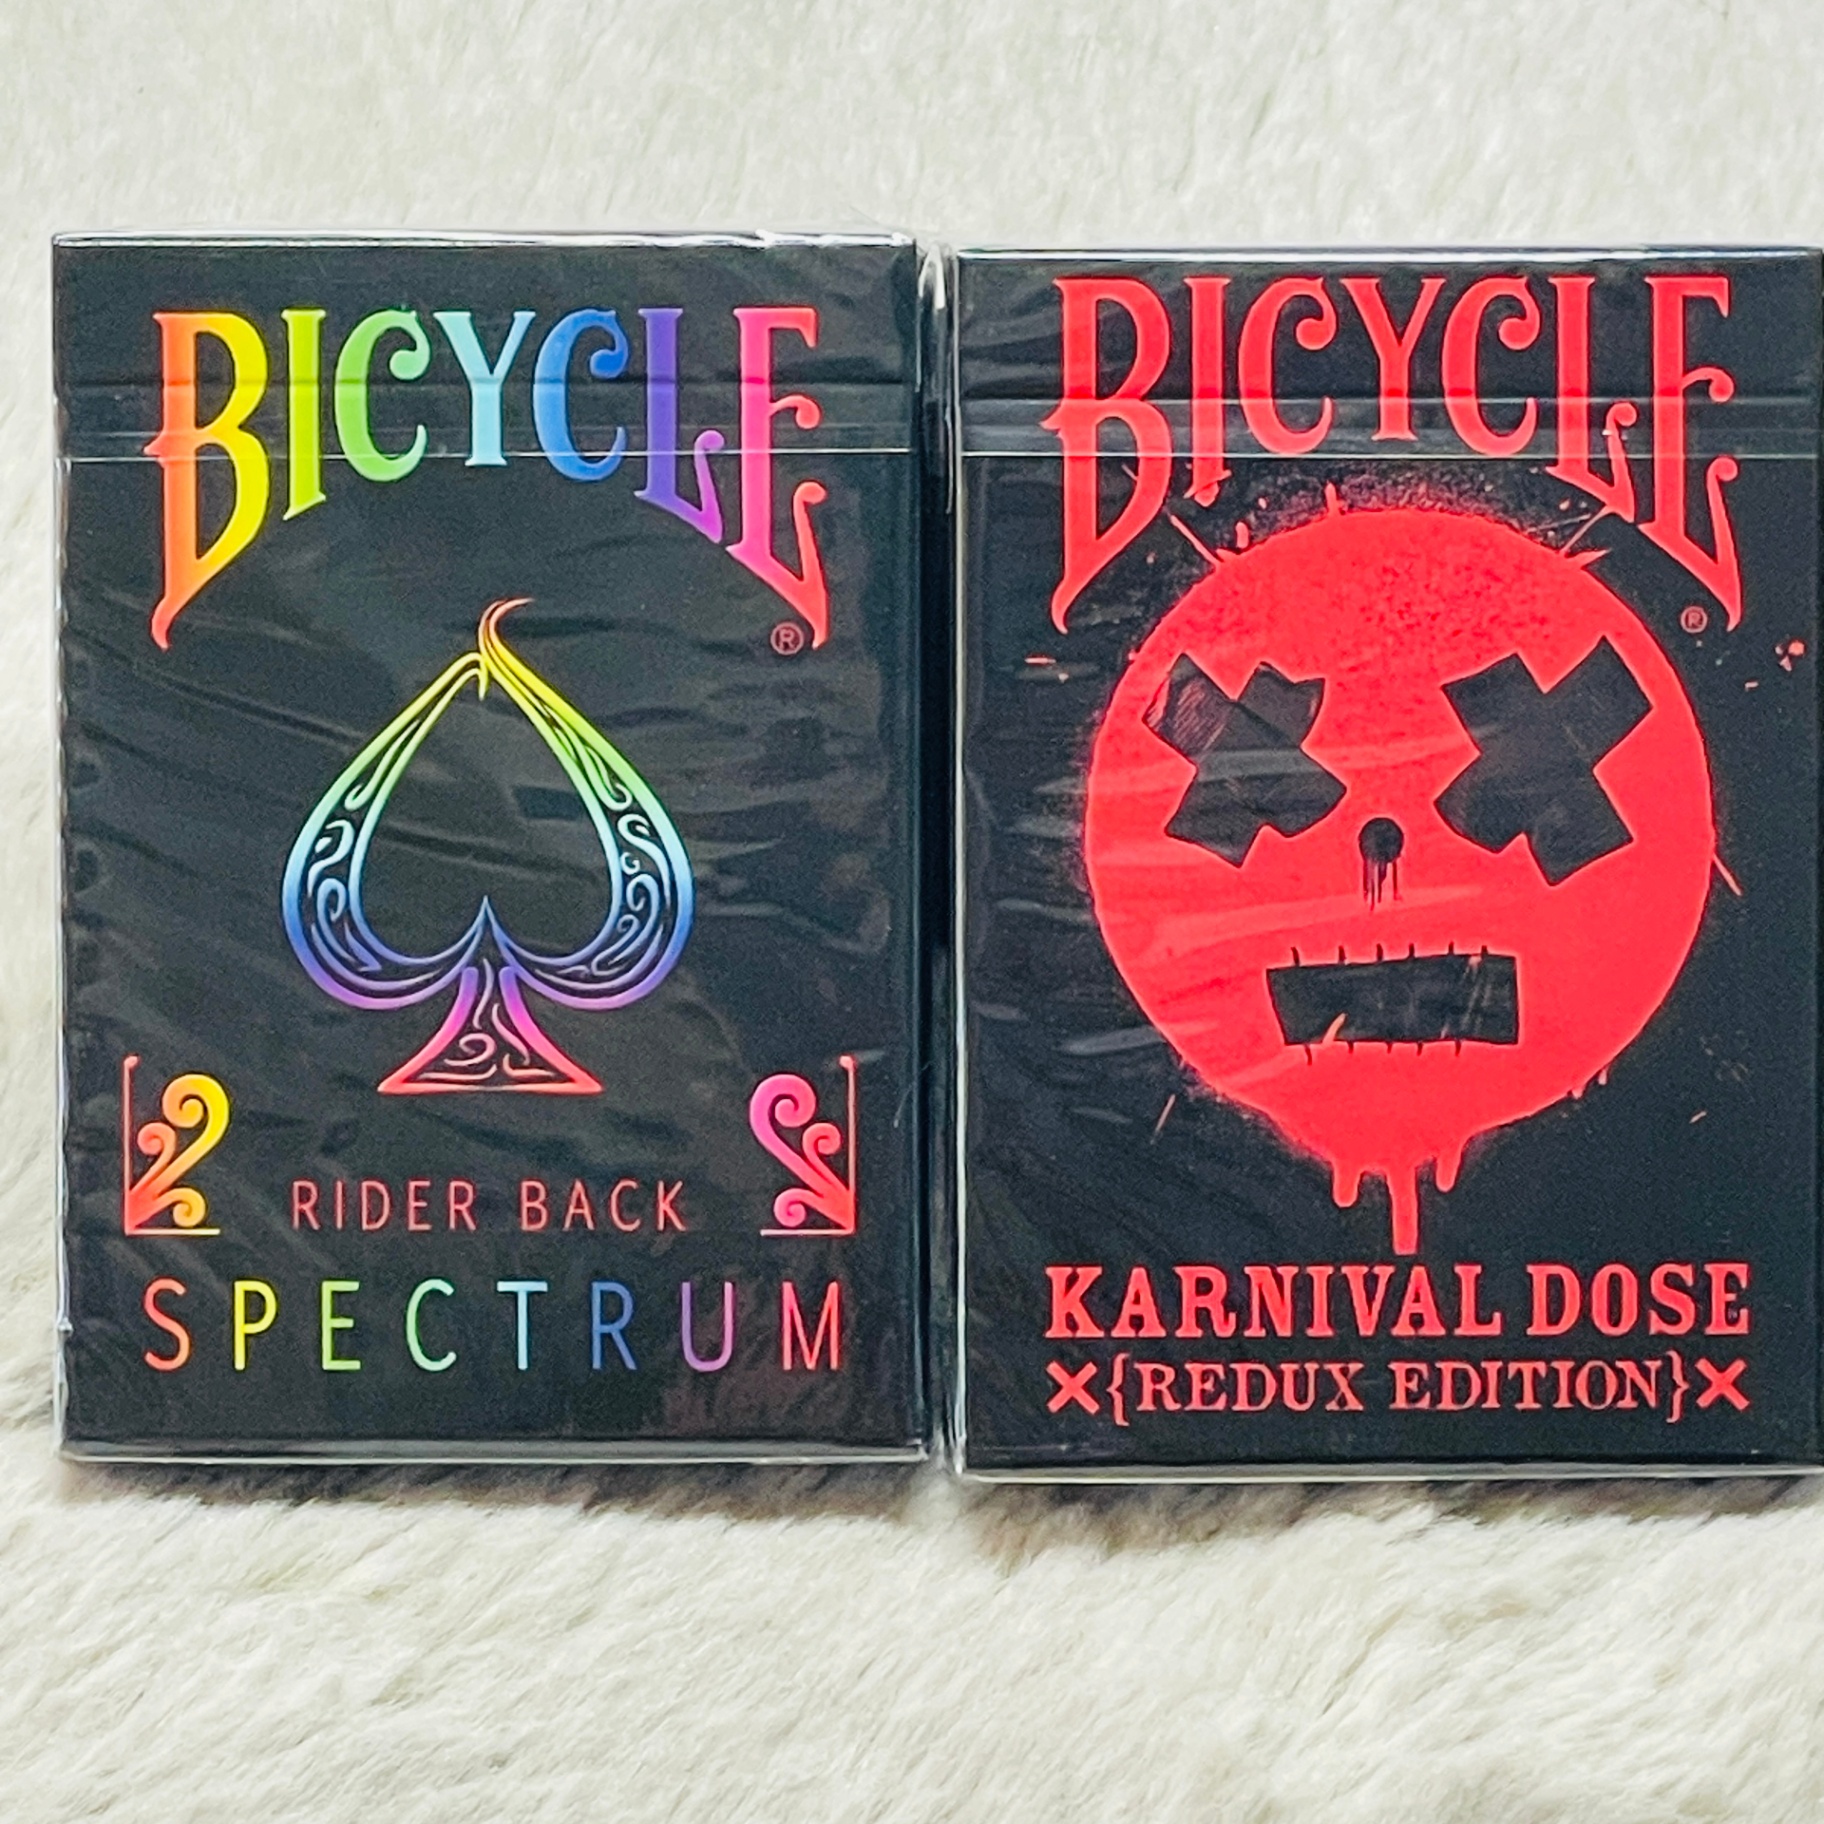 BICYCLE
®
RIDER BACK
SPECTRUM
BICYCLE
®
KARNIVAL DOSE
X{REDUX EDITION}X